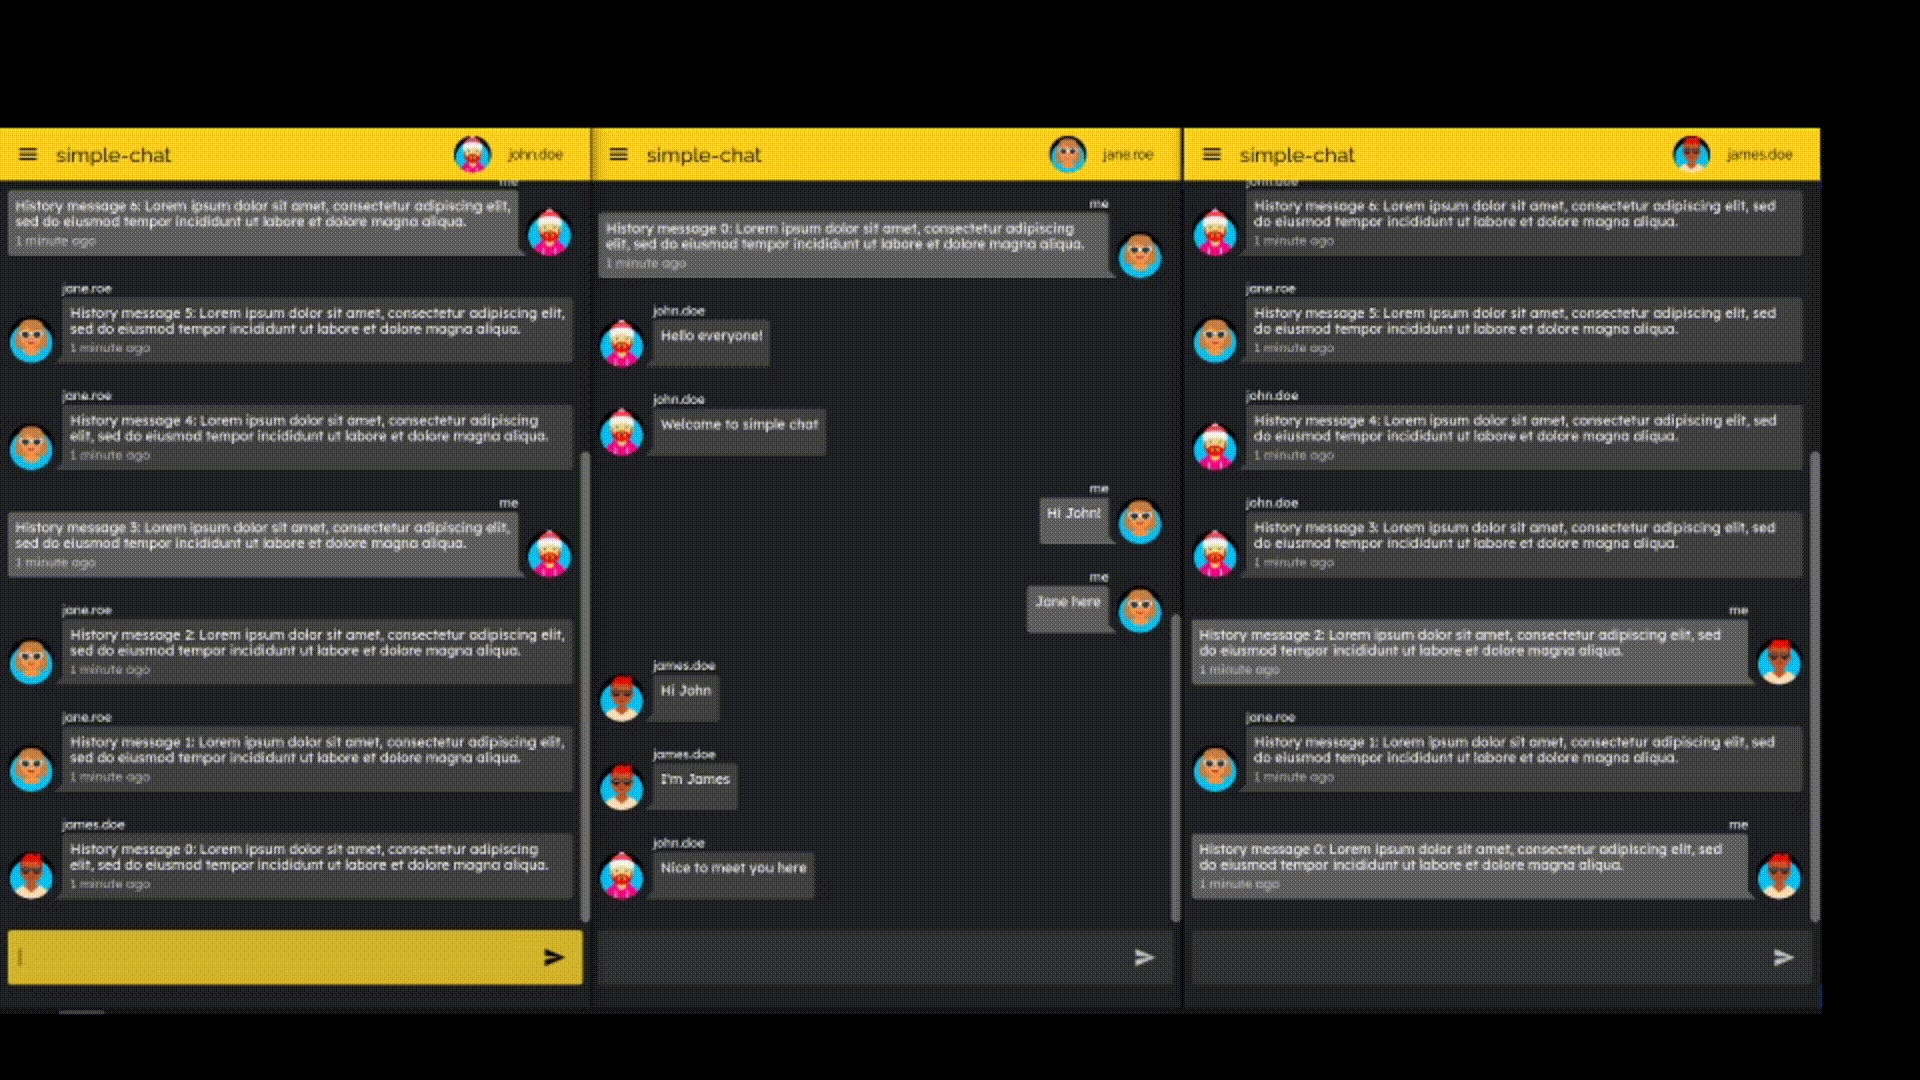 simple-chat
john.doe
me
History message 6: Lorem ipsum dolor sit amet, consectetur adipiscing elit,
sed do eiusmod tempor incididunt ut labore et dolore magna aliqua.
1 minute ago
jane.roe
History message 5: Lorem ipsum dolor sit amet, consectetur adipiscing elit,
sed do eiusmod tempor incididunt ut labore et dolore magna aliqua.
1 minute ago
jane.roe
History message 4: Lorem ipsum dolor sit amet, consectetur adipiscing
elit, sed do eiusmod tempor incididunt ut labore et dolore magna aliqua.
1 minute ago
me
History message 3: Lorem ipsum dolor sit amet, consectetur adipiscing elit,
sed do eiusmod tempor incididunt ut labore et dolore magna aliqua.
1 minute ago
jane.roe
History message 2: Lorem ipsum dolor sit amet, consectetur adipiscing elit,
sed do eiusmod tempor incididunt ut labore et dolore magna aliqua.
1 minute ago
jane.roe
History message 1: Lorem ipsum dolor sit amet, consectetur adipiscing elit,
sed do eiusmod tempor incididunt ut labore et dolore magna aliqua.
1 minute ago
james.doe
History message 0: Lorem ipsum dolor sit amet, consectetur adipiscing
elit, sed do eiusmod tempor incididunt ut labore et dolore magna aliqua.
1 minute ago
simple-chat
jane.roe
me
History message 0: Lorem ipsum dolor sit amet, consectetur adipiscing
elit, sed do eiusmod tempor incididunt ut labore et dolore magna aliqua.
1 minute ago
john.doe
Hello everyone!
john.doe
Welcome to simple chat
me
Hi John!
me
Jane here
james.doe
Hi John
james.doe
I'm James
john.doe
Nice to meet you here
simple-chat
james.doe
john.doe
History message 6: Lorem ipsum dolor sit amet, consectetur adipiscing elit, sed
do eiusmod tempor incididunt ut labore et dolore magna aliqua.
1 minute ago
jane.roe
History message 5: Lorem ipsum dolor sit amet, consectetur adipiscing elit, sed
do eiusmod tempor incididunt ut labore et dolore magna aliqua.
1 minute ago
john.doe
History message 4: Lorem ipsum dolor sit amet, consectetur adipiscing elit, sed
do eiusmod tempor incididunt ut labore et dolore magna aliqua.
1 minute ago
john.doe
History message 3: Lorem ipsum dolor sit amet, consectetur adipiscing elit, sed
do eiusmod tempor incididunt ut labore et dolore magna aliqua.
1 minute ago
me
History message 2: Lorem ipsum dolor sit amet, consectetur adipiscing elit, sed
do eiusmod tempor incididunt ut labore et dolore magna aliqua.
1 minute ago
jane.roe
History message 1: Lorem ipsum dolor sit amet, consectetur adipiscing elit, sed
do eiusmod tempor incididunt ut labore et dolore magna aliqua.
1 minute ago
me
History message 0: Lorem ipsum dolor sit amet, consectetur adipiscing elit, sed
do eiusmod tempor incididunt ut labore et dolore magna aliqua.
1 minute ago